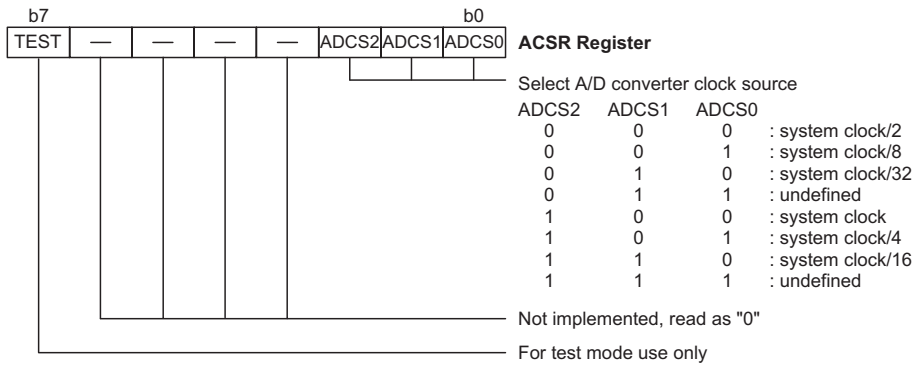 b7 b0
TEST — — — — ADCS2 ADCS1 ADCS0 ACSR Register
Select A/D converter clock source
ADCS2 ADCS1 ADCS0
0 0 0 : system clock/2
0 0 1 : system clock/8
0 1 0 : system clock/32
0 1 1 : undefined
1 0 0 : system clock
1 0 1 : system clock/4
1 1 0 : system clock/16
1 1 1 : undefined
Not implemented, read as "0"
For test mode use only